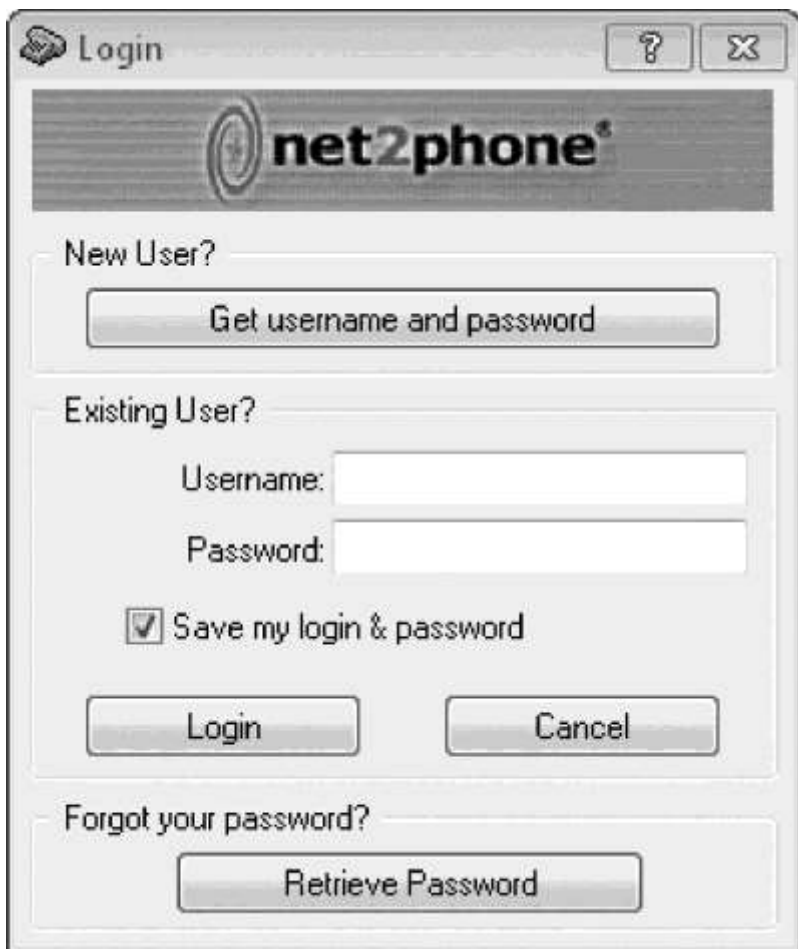 Login
net2phone®
New User?
Get username and password
Existing User?
Username:
Password:
Save my login & password
Login Cancel
Forgot your password?
Retrieve Password